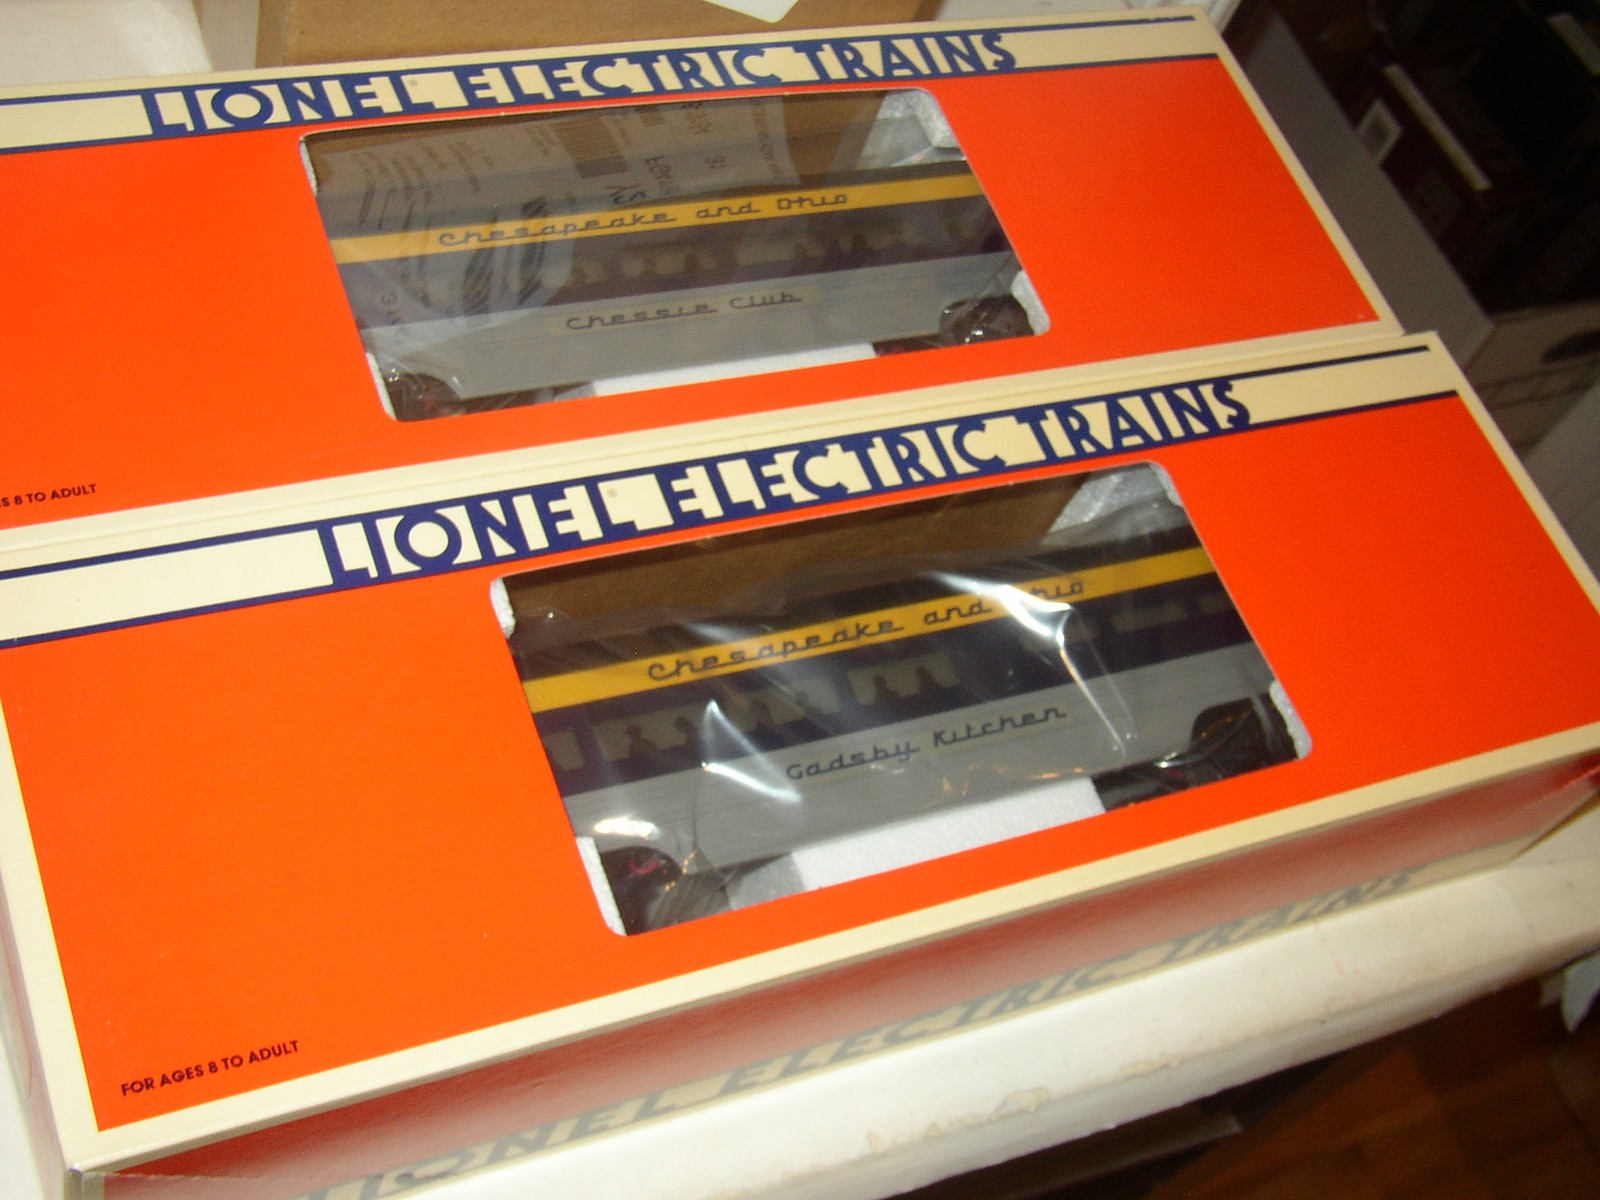 LIONEL® ELECTRIC TRAINS
Chesapeake and Ohio
Chessie Club
S 8 TO ADULT
LIONEL® ELECTRIC TRAINS
Chesapeake and Ohio
Gadsby Kitchen
FOR AGES 8 TO ADULT
LIONEL ELECTRIC TRAINS